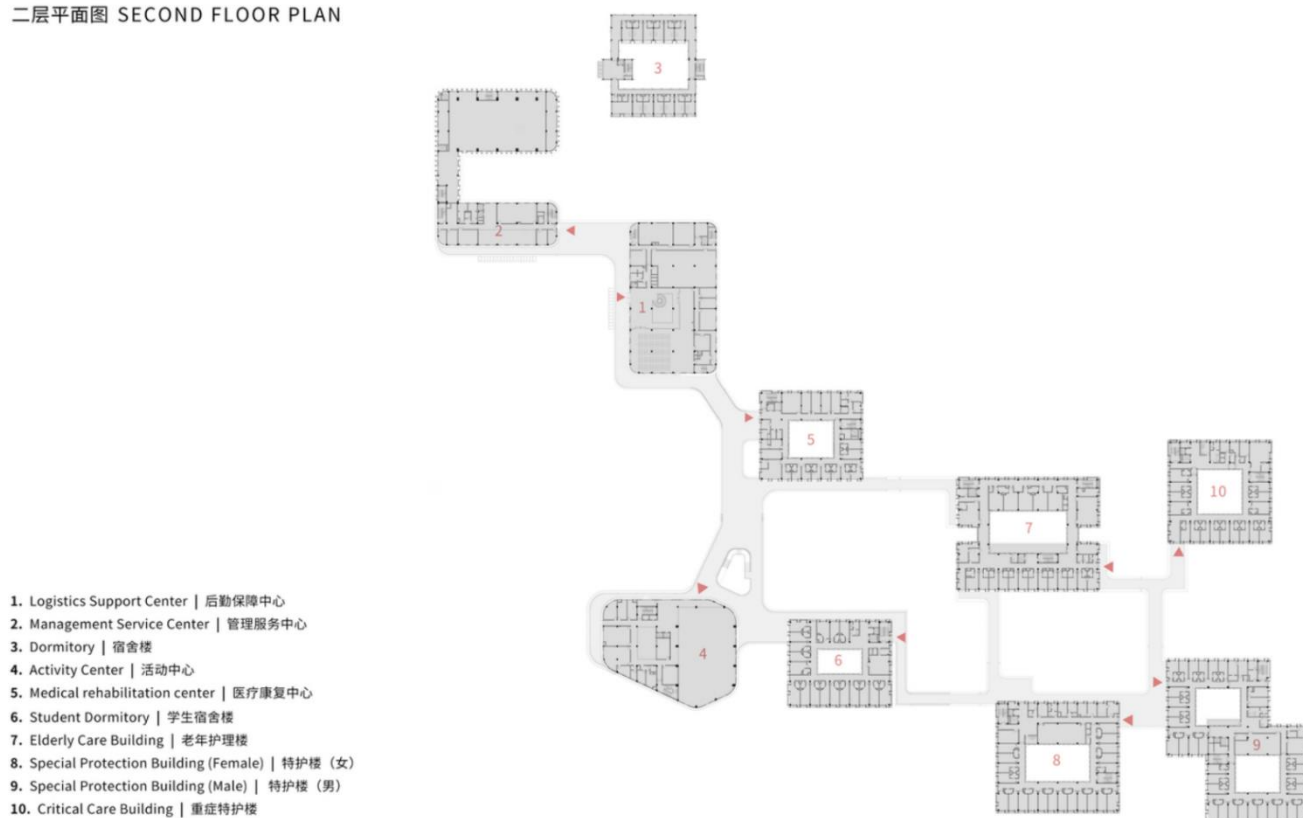 二层平面图 SECOND FLOOR PLAN
3
2
1
5
10
7
4
6
8
9
1. Logistics Support Center | 后勤保障中心
2. Management Service Center | 管理服务中心
3. Dormitory | 宿舍楼
4. Activity Center | 活动中心
5. Medical rehabilitation center | 医疗康复中心
6. Student Dormitory | 学生宿舍楼
7. Elderly Care Building | 老年护理楼
8. Special Protection Building (Female) | 特护楼（女）
9. Special Protection Building (Male) | 特护楼（男）
10. Critical Care Building | 重症特护楼